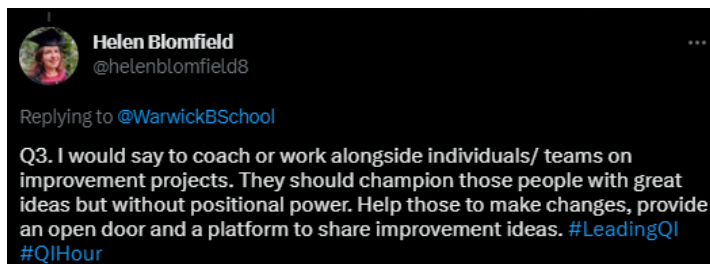 Helen Blomfield
@helenblomfield8
Replying to @WarwickBSchool
Q3. I would say to coach or work alongside individuals/ teams on
improvement projects. They should champion those people with great
ideas but without positional power. Help those to make changes, provide
an open door and a platform to share improvement ideas. #LeadingQI
#QIHour